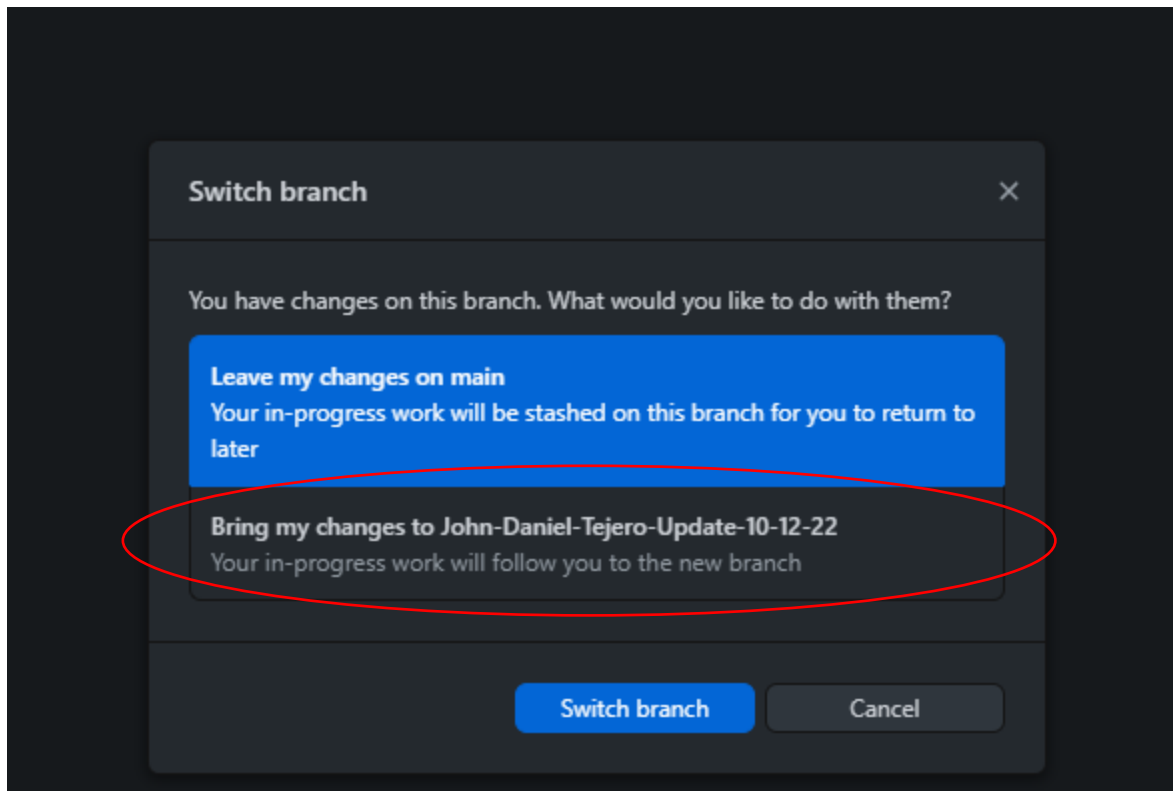 Switch branch
You have changes on this branch. What would you like to do with them?
Leave my changes on main
Your in-progress work will be stashed on this branch for you to return to
later
Bring my changes to John-Daniel-Tejero-Update-10-12-22
Your in-progress work will follow you to the new branch
Switch branch
Cancel